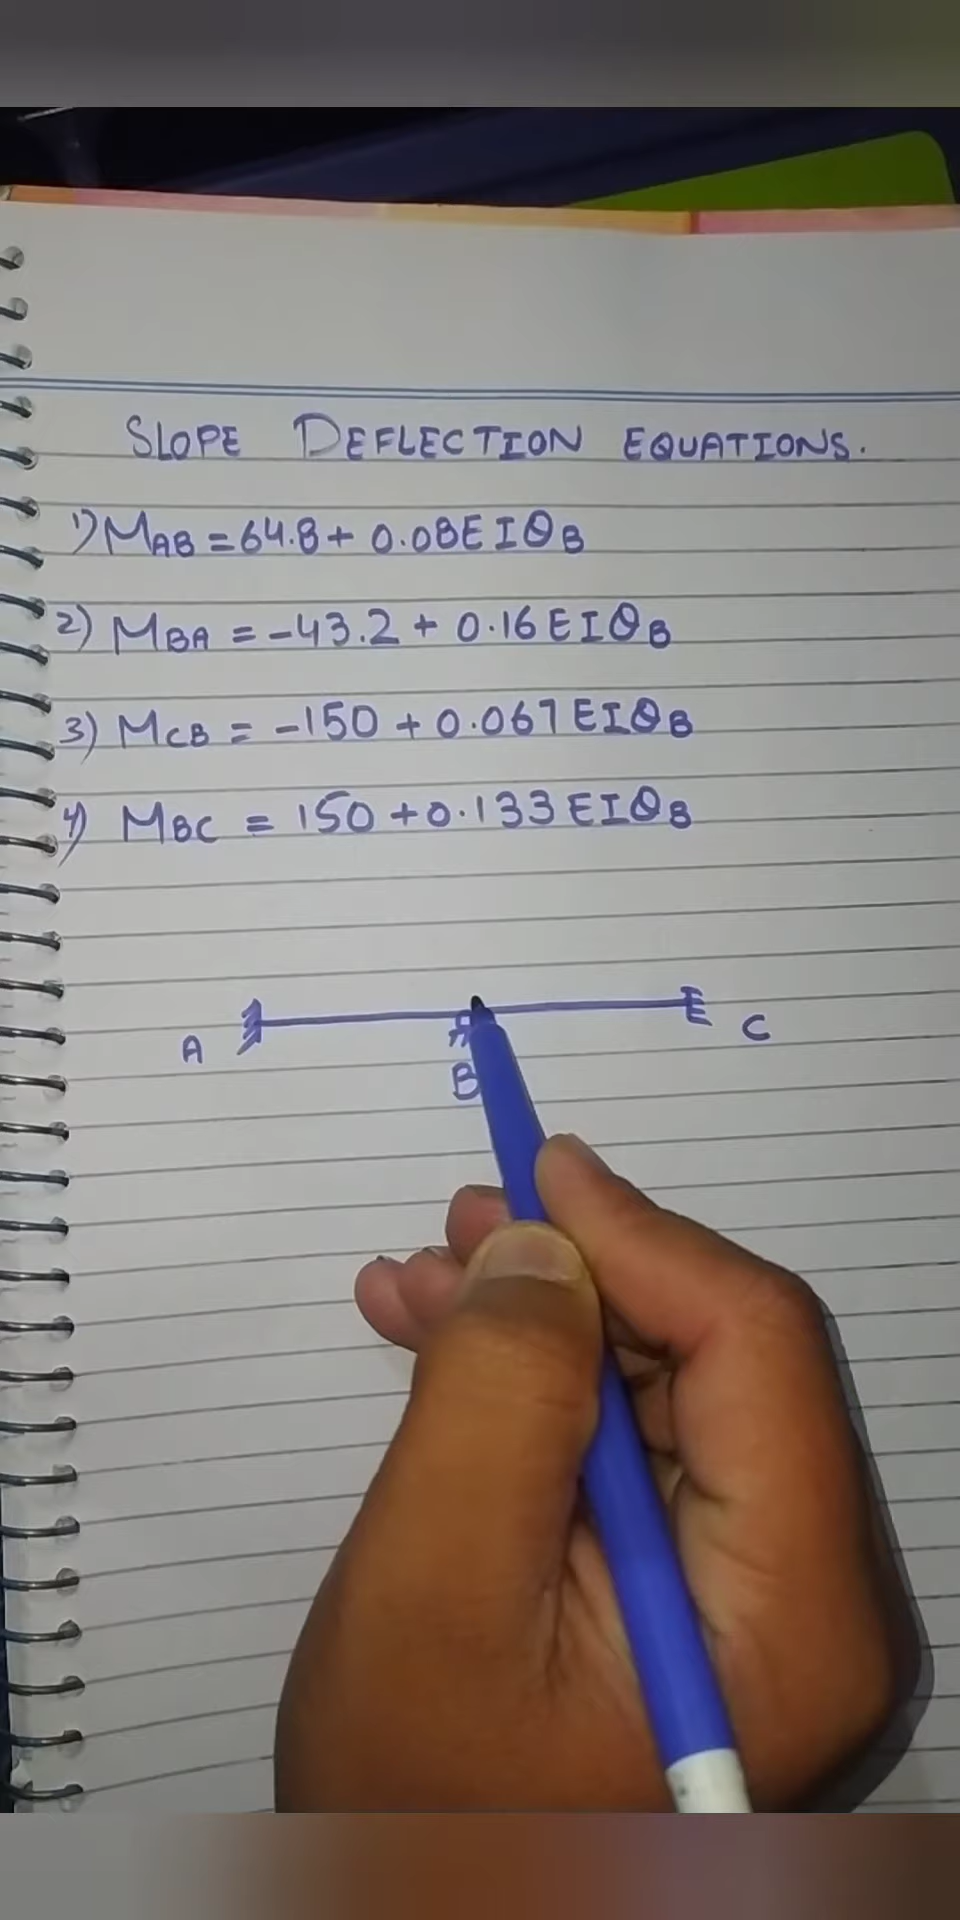 SLOPE DEFLECTION EQUATIONS.
1) MAB = 64.8 + 0.08EIθB
2) MBA = -43.2 + 0.16EIθB
3) MCB = -150 + 0.067EIθB
4) MBC = 150 + 0.133EIθB
A B C